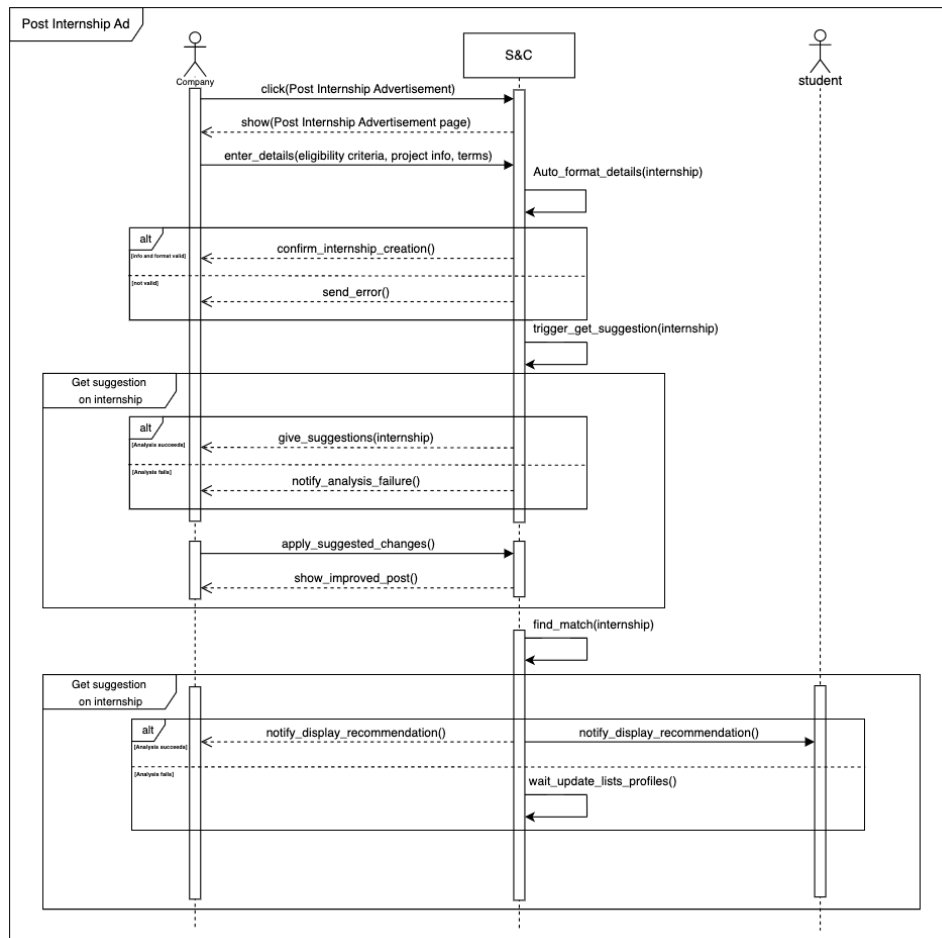 Post Internship Ad
Company
S&C
student
click(Post Internship Advertisement)
show(Post Internship Advertisement page)
enter_details(eligibility criteria, project info, terms)
Auto_format_details(internship)
alt
[info and format valid]
confirm_internship_creation()
[not valid]
send_error()
trigger_get_suggestion(internship)
Get suggestion
on internship
alt
[Analysis succeeds]
give_suggestions(internship)
[Analysis fails]
notify_analysis_failure()
apply_suggested_changes()
show_improved_post()
find_match(internship)
Get suggestion
on internship
alt
[Analysis succeeds]
notify_display_recommendation()
notify_display_recommendation()
[Analysis fails]
wait_update_lists_profiles()